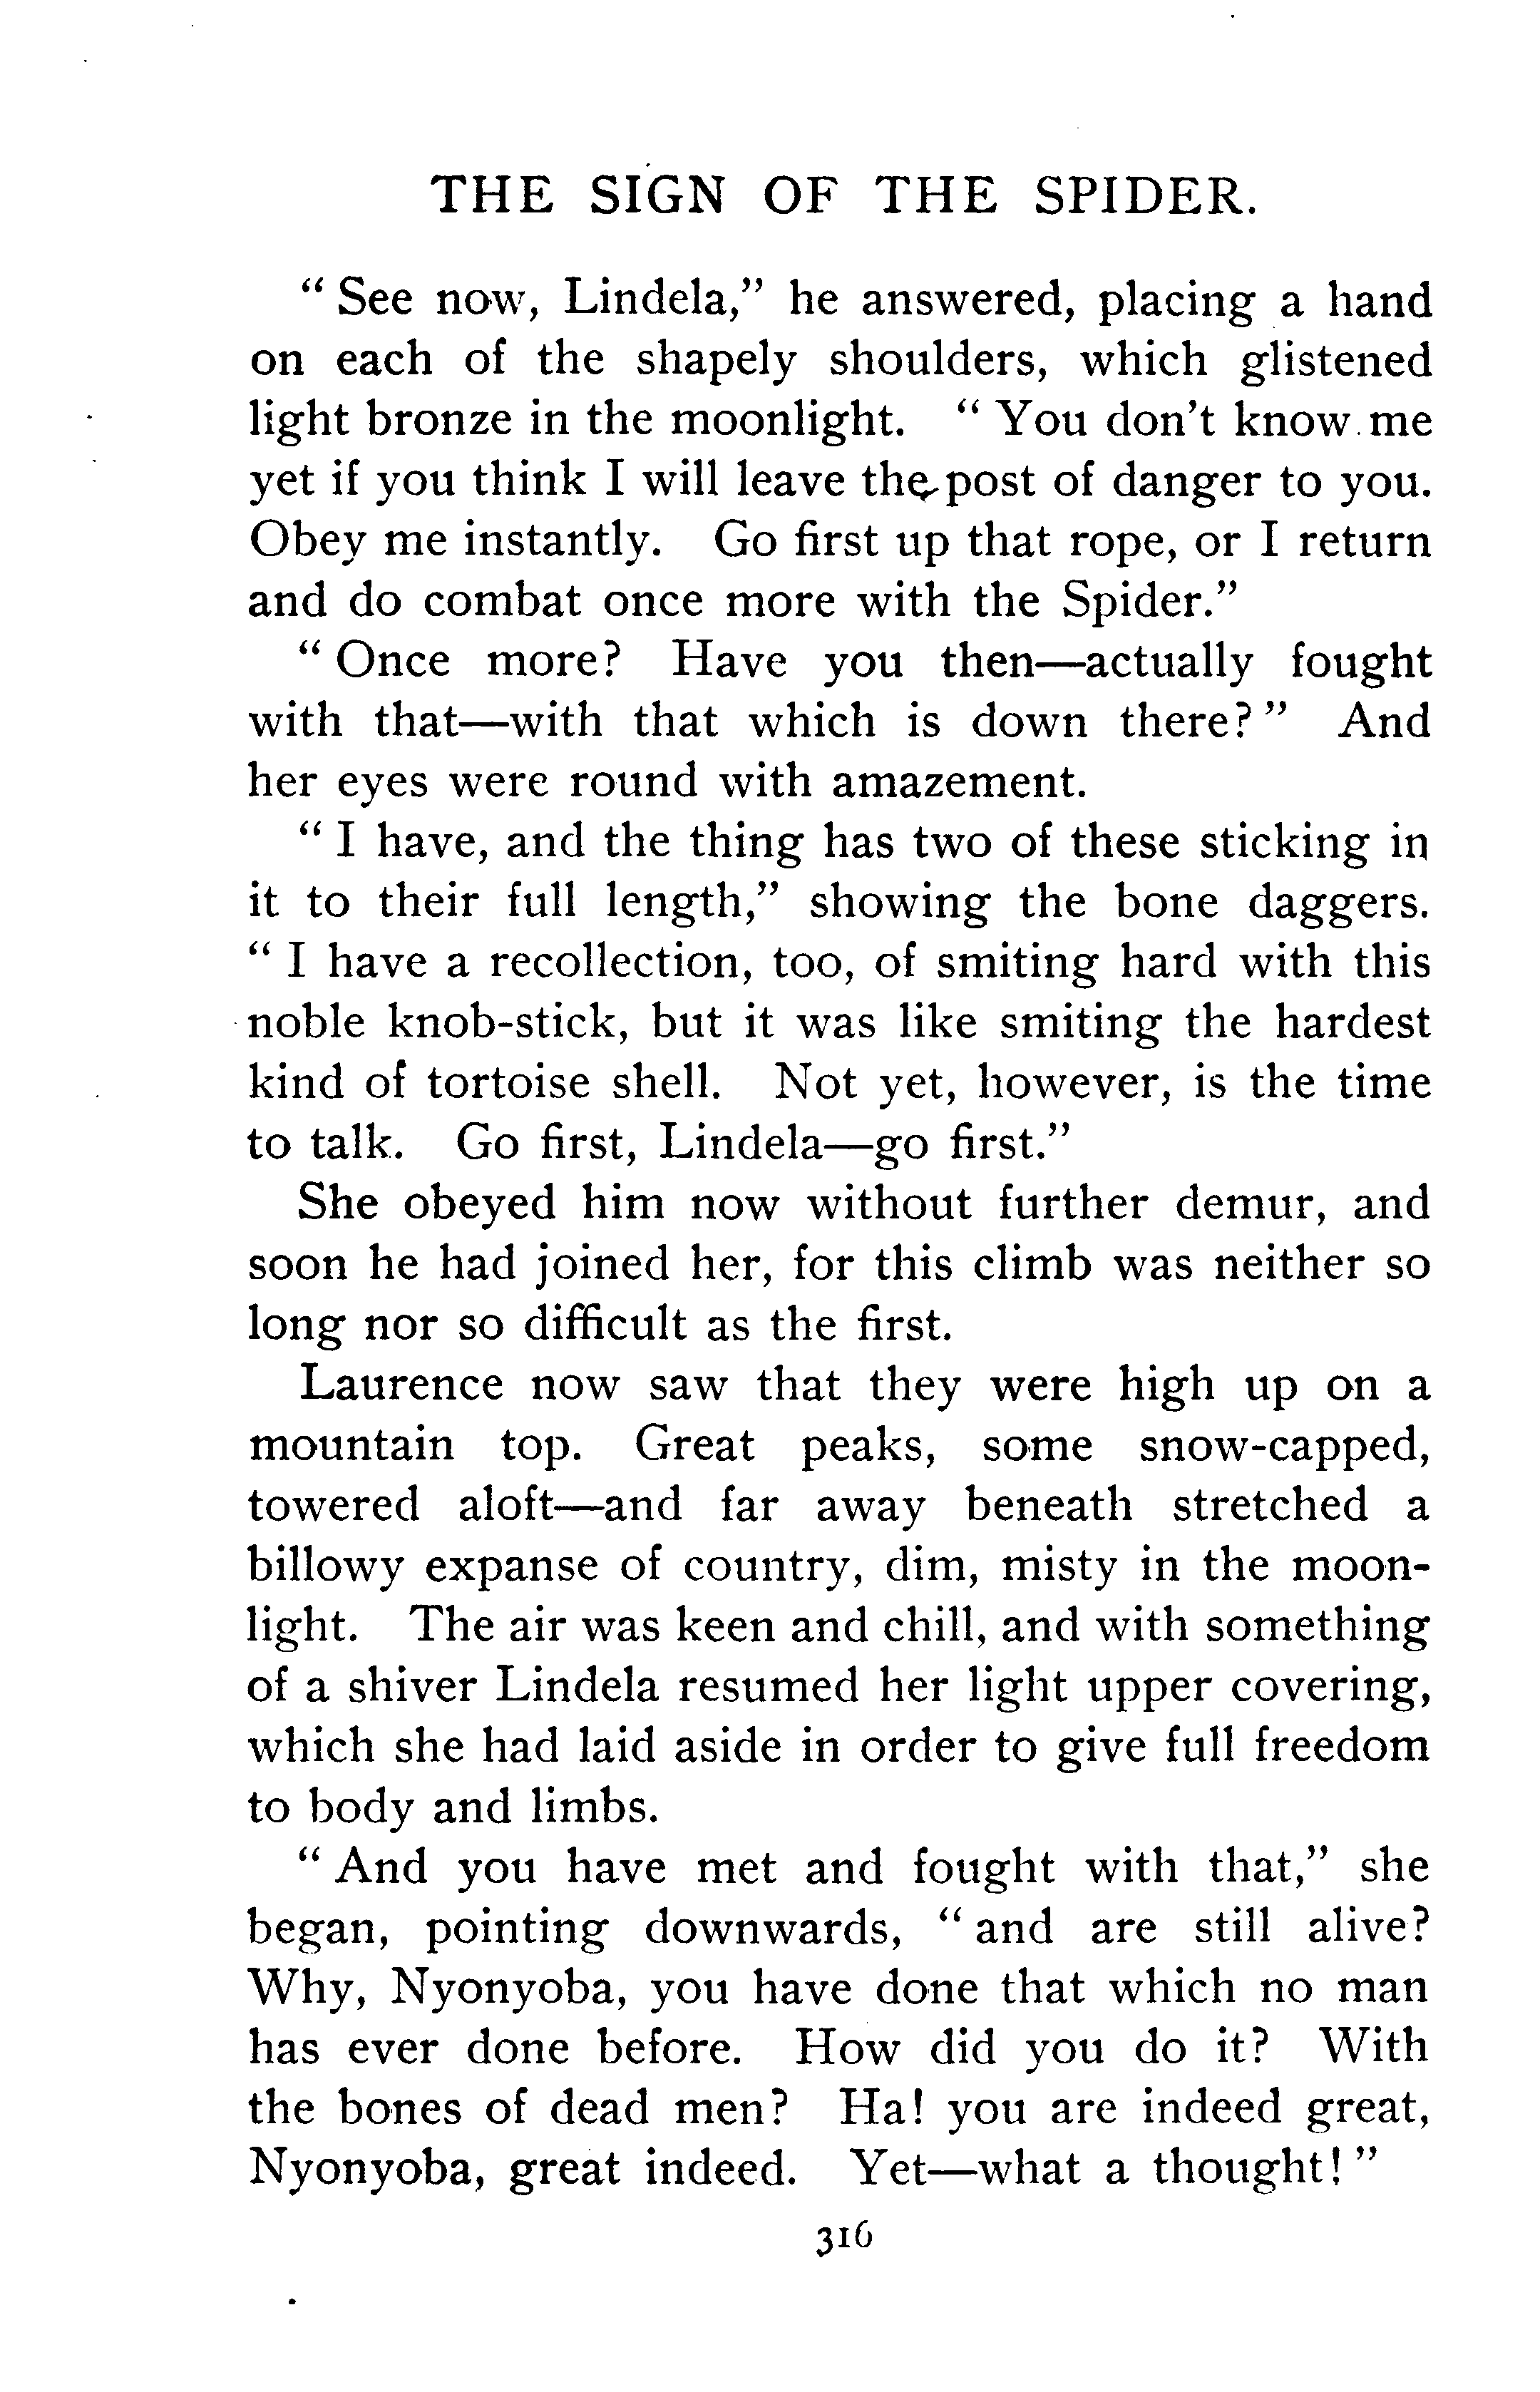 THE SIGN OF THE SPIDER.
“ See now, Lindela,” he answered, placing a hand
on each of the shapely shoulders, which glistened
light bronze in the moonlight. “ You don’t know me
yet if you think I will leave the post of danger to you.
Obey me instantly. Go first up that rope, or I return
and do combat once more with the Spider.”
“ Once more? Have you then—actually fought
with that—with that which is down there? ” And
her eyes were round with amazement.
“ I have, and the thing has two of these sticking in
it to their full length,” showing the bone daggers.
“ I have a recollection, too, of smiting hard with this
noble knob-stick, but it was like smiting the hardest
kind of tortoise shell. Not yet, however, is the time
to talk. Go first, Lindela—go first.”
She obeyed him now without further demur, and
soon he had joined her, for this climb was neither so
long nor so difficult as the first.
Laurence now saw that they were high up on a
mountain top. Great peaks, some snow-capped,
towered aloft—and far away beneath stretched a
billowy expanse of country, dim, misty in the moon-
light. The air was keen and chill, and with something
of a shiver Lindela resumed her light upper covering,
which she had laid aside in order to give full freedom
to body and limbs.
“ And you have met and fought with that,” she
began, pointing downwards, “ and are still alive?
Why, Nyonyoba, you have done that which no man
has ever done before. How did you do it? With
the bones of dead men? Ha! you are indeed great,
Nyonyoba, great indeed. Yet—what a thought! ”
316